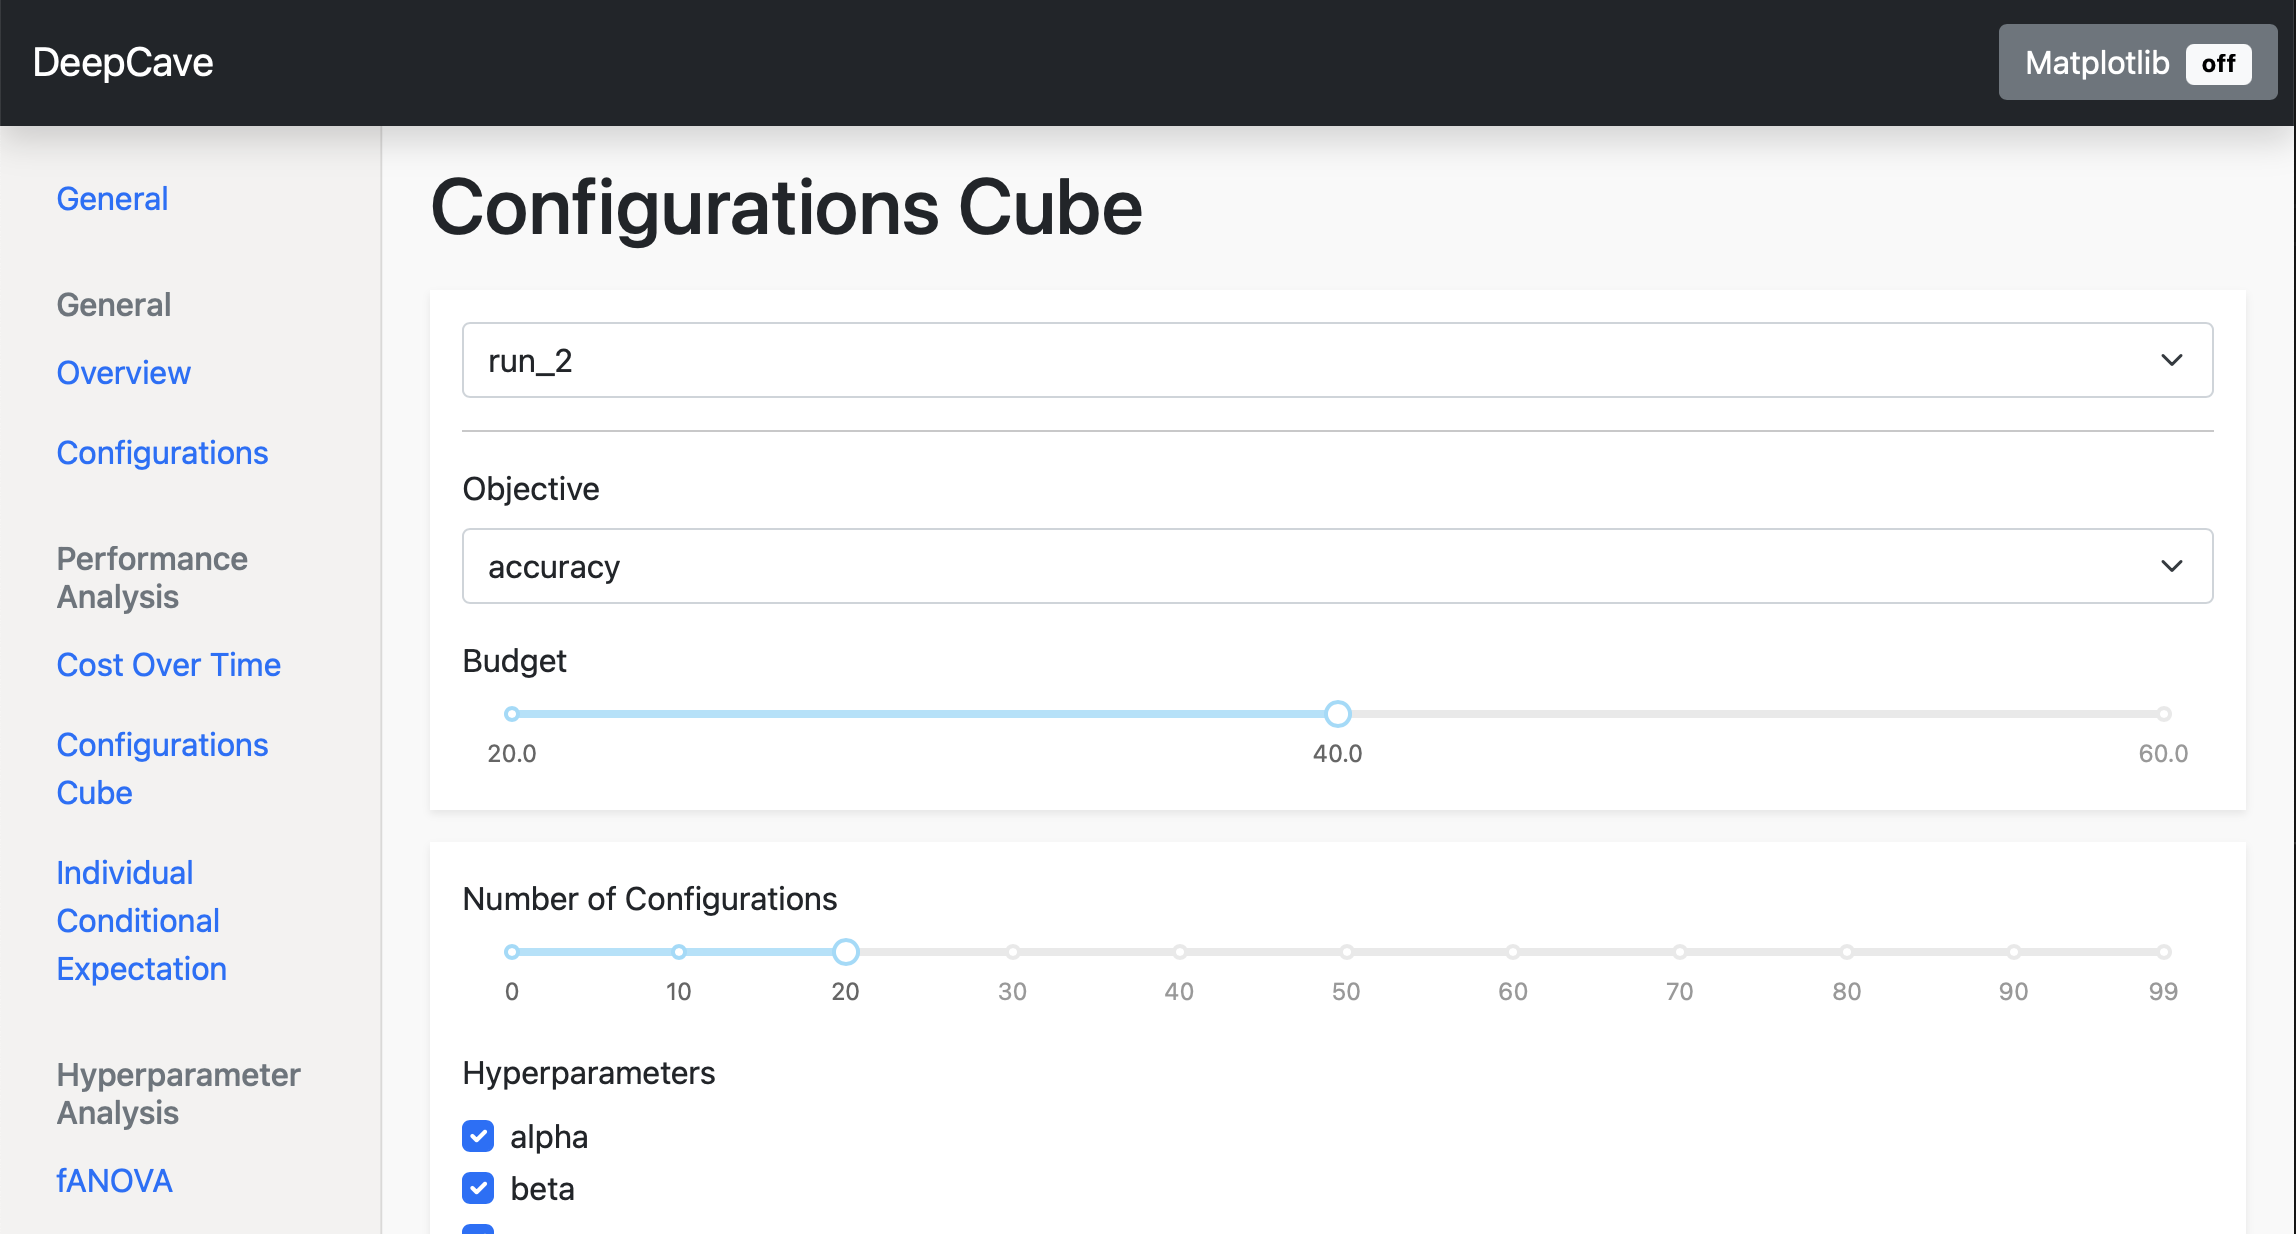 DeepCave
Matplotlib off
General
General
Overview
Configurations
Performance
Analysis
Cost Over Time
Configurations
Cube
Individual
Conditional
Expectation
Hyperparameter
Analysis
fANOVA
Configurations Cube
run_2
Objective
accuracy
Budget
20.0 40.0 60.0
Number of Configurations
0 10 20 30 40 50 60 70 80 90 99
Hyperparameters
alpha
beta